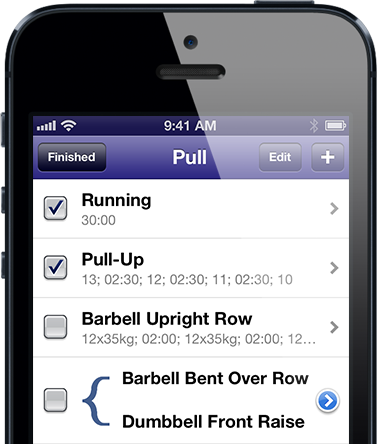 9:41 AM
Finished Pull Edit +
Running
30:00
Pull-Up
13; 02:30; 12; 02:30; 11; 02:30; 10
Barbell Upright Row
12x35kg; 02:00; 12x35kg; 02:00; 12...
{ Barbell Bent Over Row
Dumbbell Front Raise